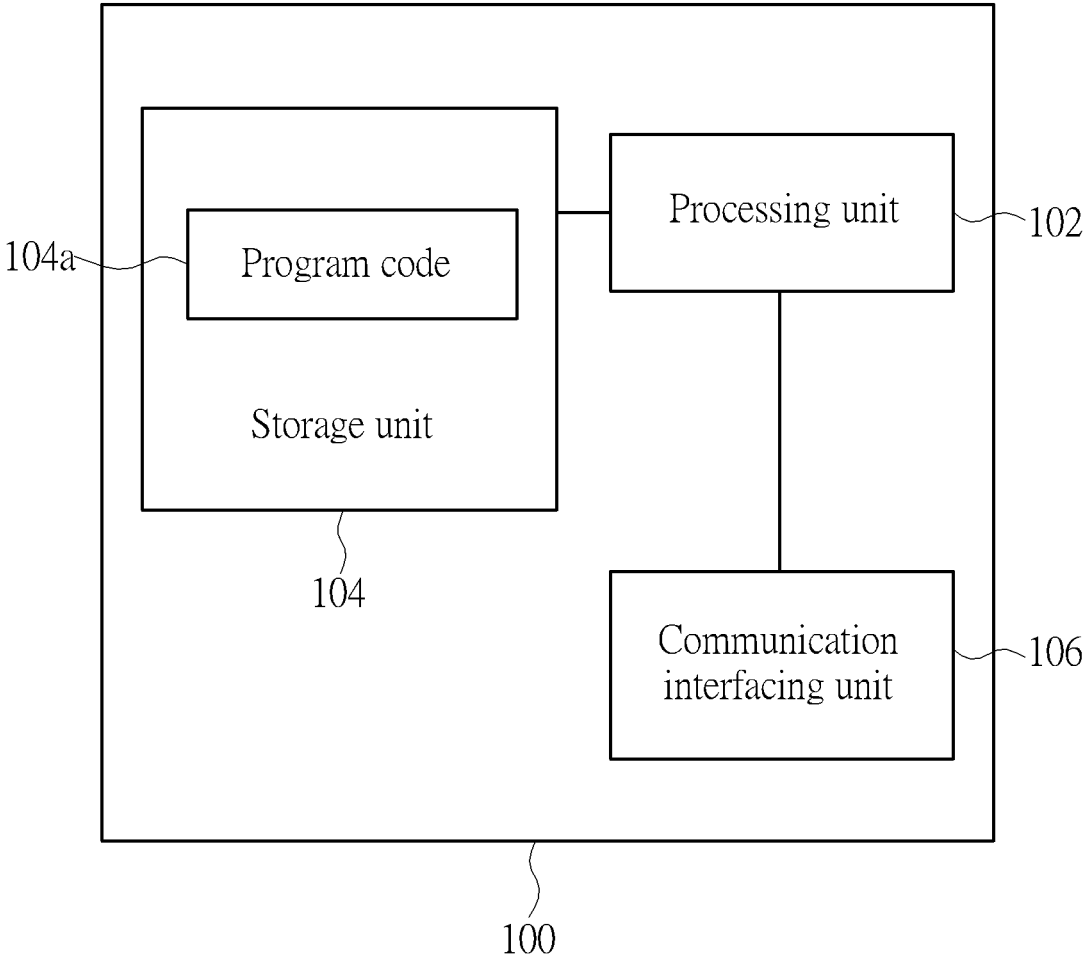 Processing unit
102
104a
Program code
Storage unit
104
Communication
interfacing unit
106
100